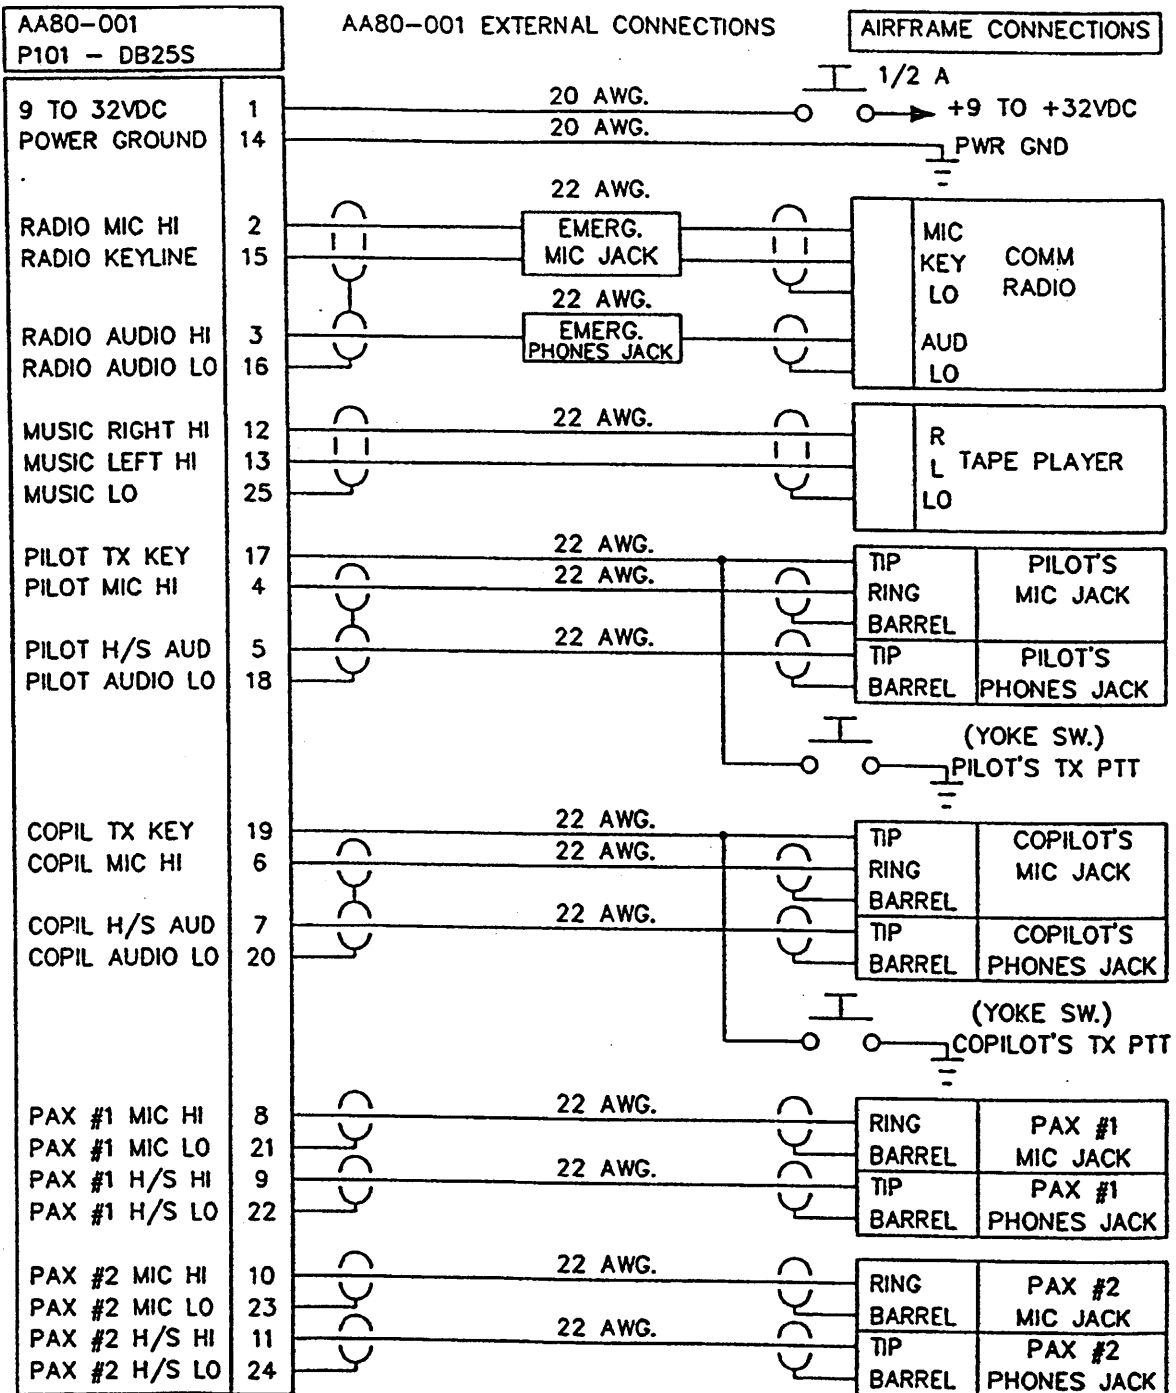 AA80-001
P101 - DB25S
AA80-001 EXTERNAL CONNECTIONS
AIRFRAME CONNECTIONS
9 TO 32VDC 1 20 AWG. 1/2 A +9 TO +32VDC
POWER GROUND 14 20 AWG. PWR GND
22 AWG.
RADIO MIC HI 2 EMERG. MIC
RADIO KEYLINE 15 MIC JACK KEY COMM
LO RADIO
22 AWG.
RADIO AUDIO HI 3 EMERG. AUD
PHONES JACK
RADIO AUDIO LO 16 LO
MUSIC RIGHT HI 12 22 AWG. R
MUSIC LEFT HI 13 L TAPE PLAYER
MUSIC LO 25 LO
PILOT TX KEY 17 22 AWG. TIP PILOT'S
PILOT MIC HI 4 22 AWG. RING MIC JACK
BARREL
PILOT H/S AUD 5 22 AWG. TIP PILOT'S
PILOT AUDIO LO 18 BARREL PHONES JACK
(YOKE SW.)
PILOT'S TX PTT
COPIL TX KEY 19 22 AWG. TIP COPILOT'S
COPIL MIC HI 6 22 AWG. RING MIC JACK
BARREL
COPIL H/S AUD 7 22 AWG. TIP COPILOT'S
COPIL AUDIO LO 20 BARREL PHONES JACK
(YOKE SW.)
COPILOT'S TX PTT
PAX #1 MIC HI 8 22 AWG. RING PAX #1
PAX #1 MIC LO 21 BARREL MIC JACK
PAX #1 H/S HI 9 22 AWG. TIP PAX #1
PAX #1 H/S LO 22 BARREL PHONES JACK
PAX #2 MIC HI 10 22 AWG. RING PAX #2
PAX #2 MIC LO 23 BARREL MIC JACK
PAX #2 H/S HI 11 22 AWG. TIP PAX #2
PAX #2 H/S LO 24 BARREL PHONES JACK